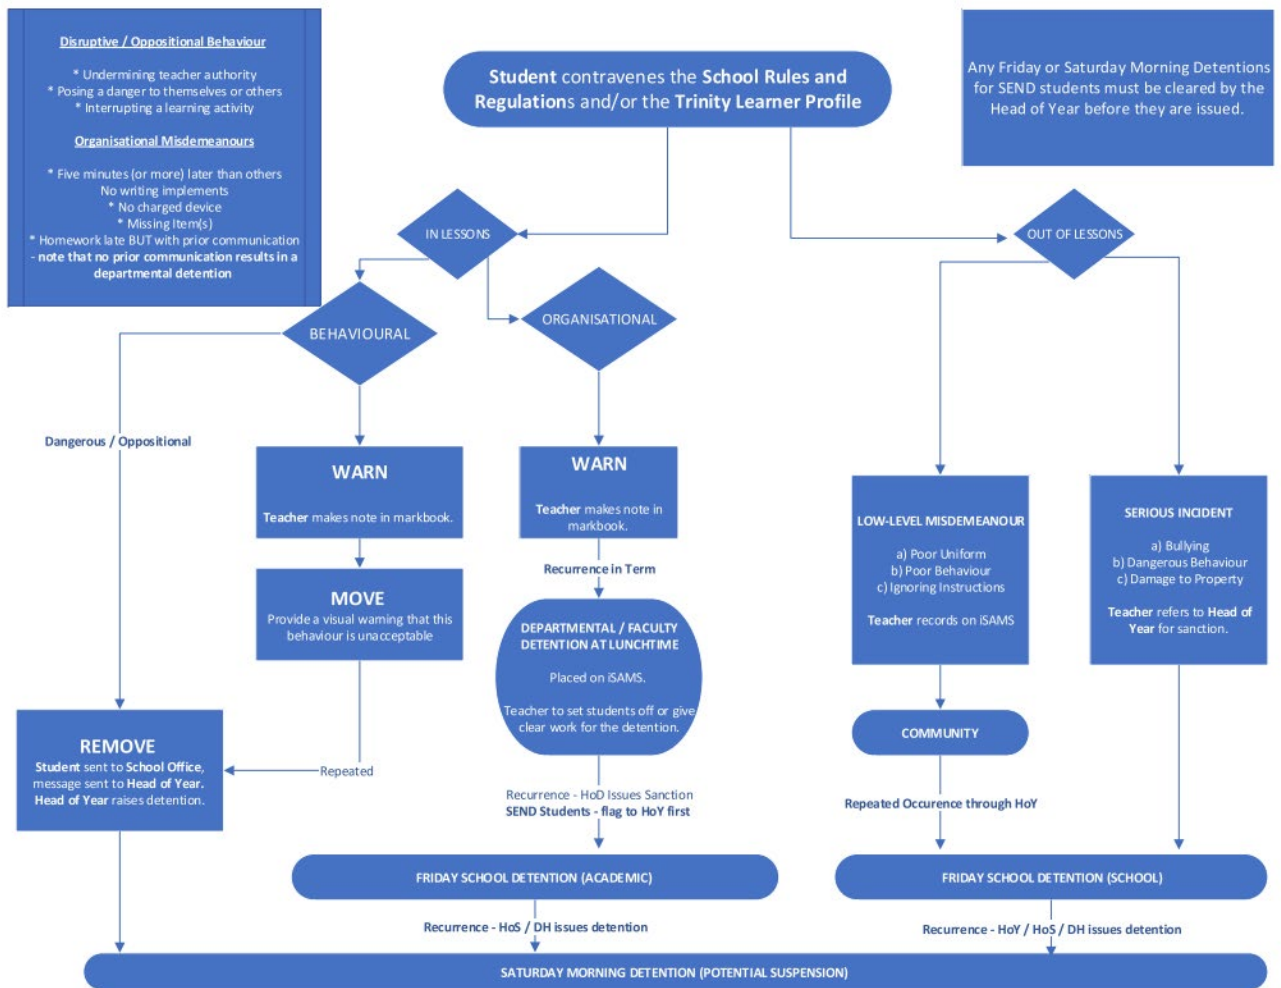 Disruptive / Oppositional Behaviour
* Undermining teacher authority
* Posing a danger to themselves or others
* Interrupting a learning activity
Organisational Misdemeanours
* Five minutes (or more) later than others
No writing implements
* No charged device
* Missing Item(s)
* Homework late BUT with prior communication
- note that no prior communication results in a
departmental detention
Student contravenes the School Rules and
Regulations and/or the Trinity Learner Profile
Any Friday or Saturday Morning Detentions
for SEND students must be cleared by the
Head of Year before they are issued.
IN LESSONS
OUT OF LESSONS
BEHAVIOURAL
ORGANISATIONAL
Dangerous / Oppositional
WARN
Teacher makes note in markbook.
MOVE
Provide a visual warning that this
behaviour is unacceptable
Repeated
REMOVE
Student sent to School Office,
message sent to Head of Year.
Head of Year raises detention.
WARN
Teacher makes note in
markbook.
Recurrence in Term
DEPARTMENTAL / FACULTY
DETENTION AT LUNCHTIME
Placed on iSAMS.
Teacher to set students off or give
clear work for the detention.
Recurrence - HoD Issues Sanction
SEND Students - flag to HoY first
FRIDAY SCHOOL DETENTION (ACADEMIC)
Recurrence - HoS / DH issues detention
LOW-LEVEL MISDEMEANOUR
a) Poor Uniform
b) Poor Behaviour
c) Ignoring Instructions
Teacher records on iSAMS
COMMUNITY
Repeated Occurence through HoY
SERIOUS INCIDENT
a) Bullying
b) Dangerous Behaviour
c) Damage to Property
Teacher refers to Head of
Year for sanction.
FRIDAY SCHOOL DETENTION (SCHOOL)
Recurrence - HoY / HoS / DH issues detention
SATURDAY MORNING DETENTION (POTENTIAL SUSPENSION)